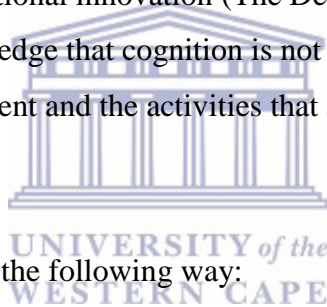 tional innovation (The De
edge that cognition is not
ent and the activities that
UNIVERSITY of the
the following way:
WESTERN CAPE